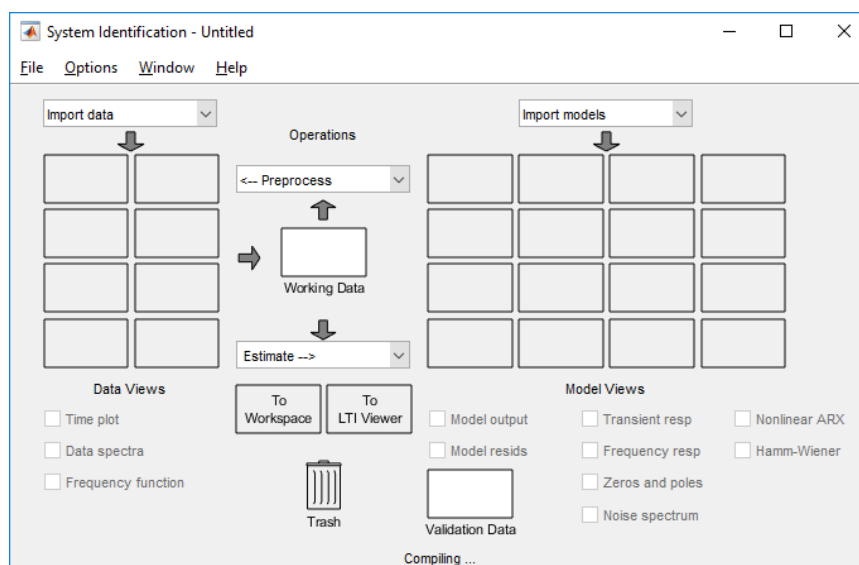 System Identification - Untitled
File Options Window Help
Import data
Import models
Operations
<-- Preprocess
Working Data
Estimate -->
Data Views
Model Views
To Workspace
To LTI Viewer
Time plot
Data spectra
Frequency function
Model output
Model resids
Transient resp
Frequency resp
Zeros and poles
Noise spectrum
Nonlinear ARX
Hamm-Wiener
Trash
Validation Data
Compiling ...